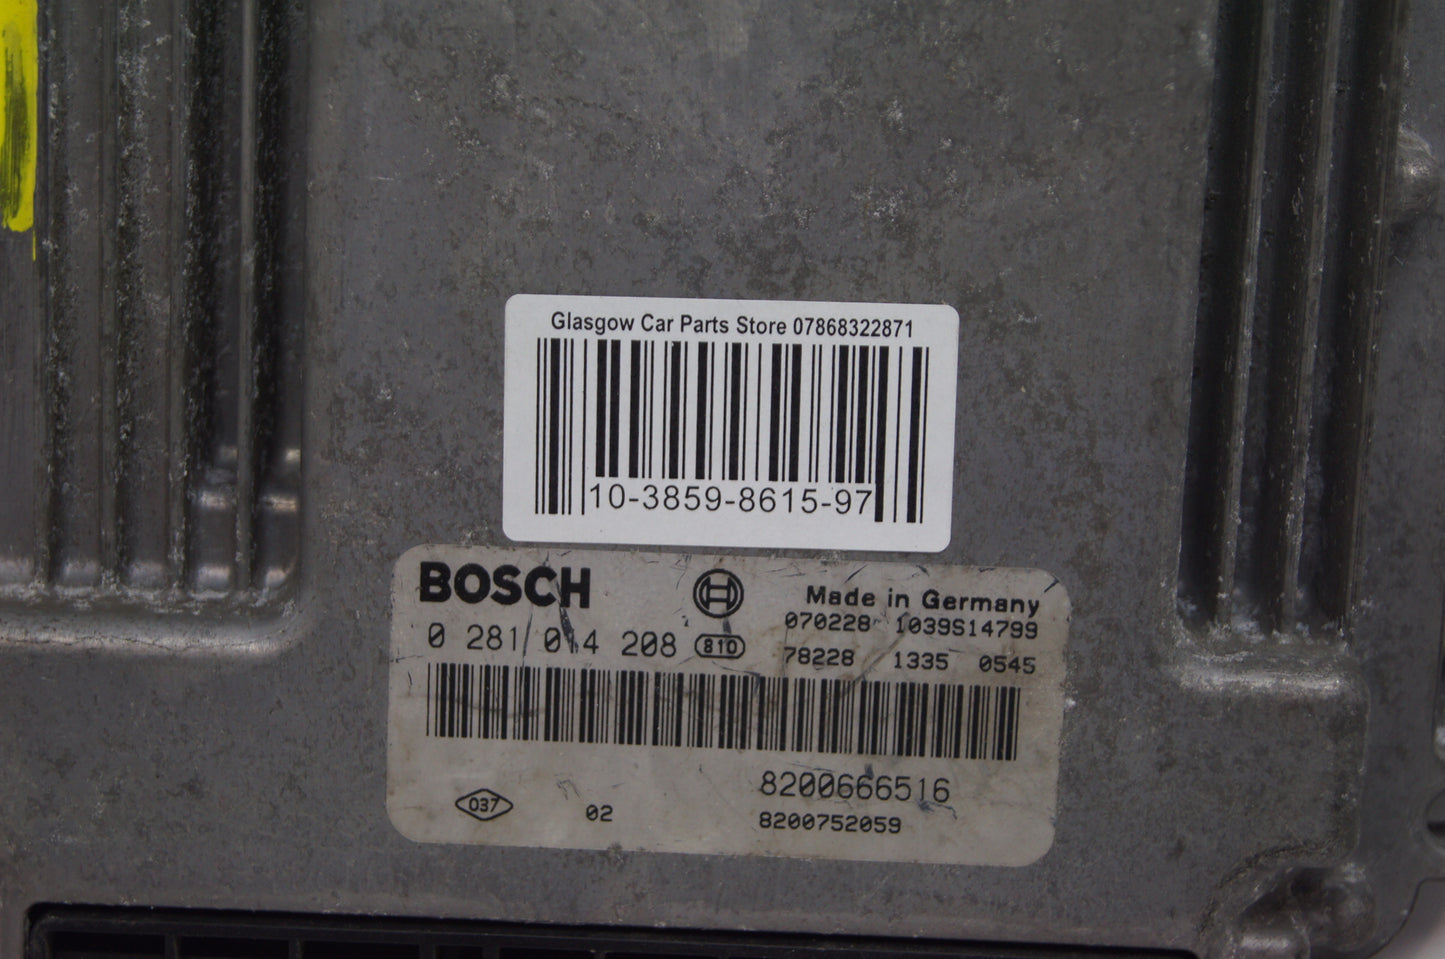 Glasgow Car Parts Store 07868322871
10-3859-8615-97
BOSCH
Made in Germany
070228 1039S14799
0 281 014 208 810
78228 1335 0545
8200666516
037 02 8200752059